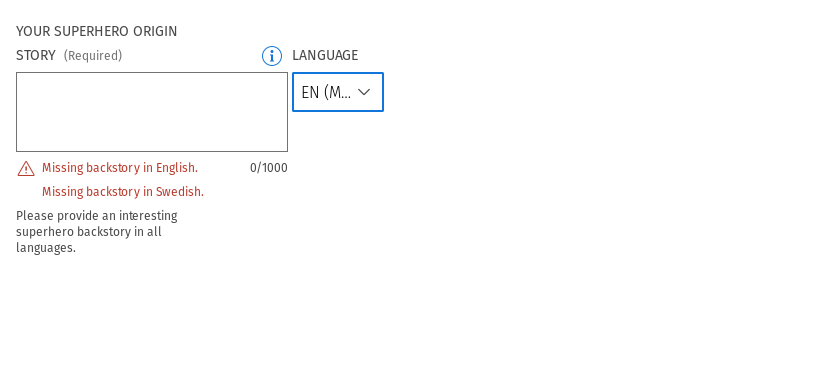 YOUR SUPERHERO ORIGIN
STORY (Required) LANGUAGE
EN (M...
Missing backstory in English. 0/1000
Missing backstory in Swedish.
Please provide an interesting
superhero backstory in all
languages.